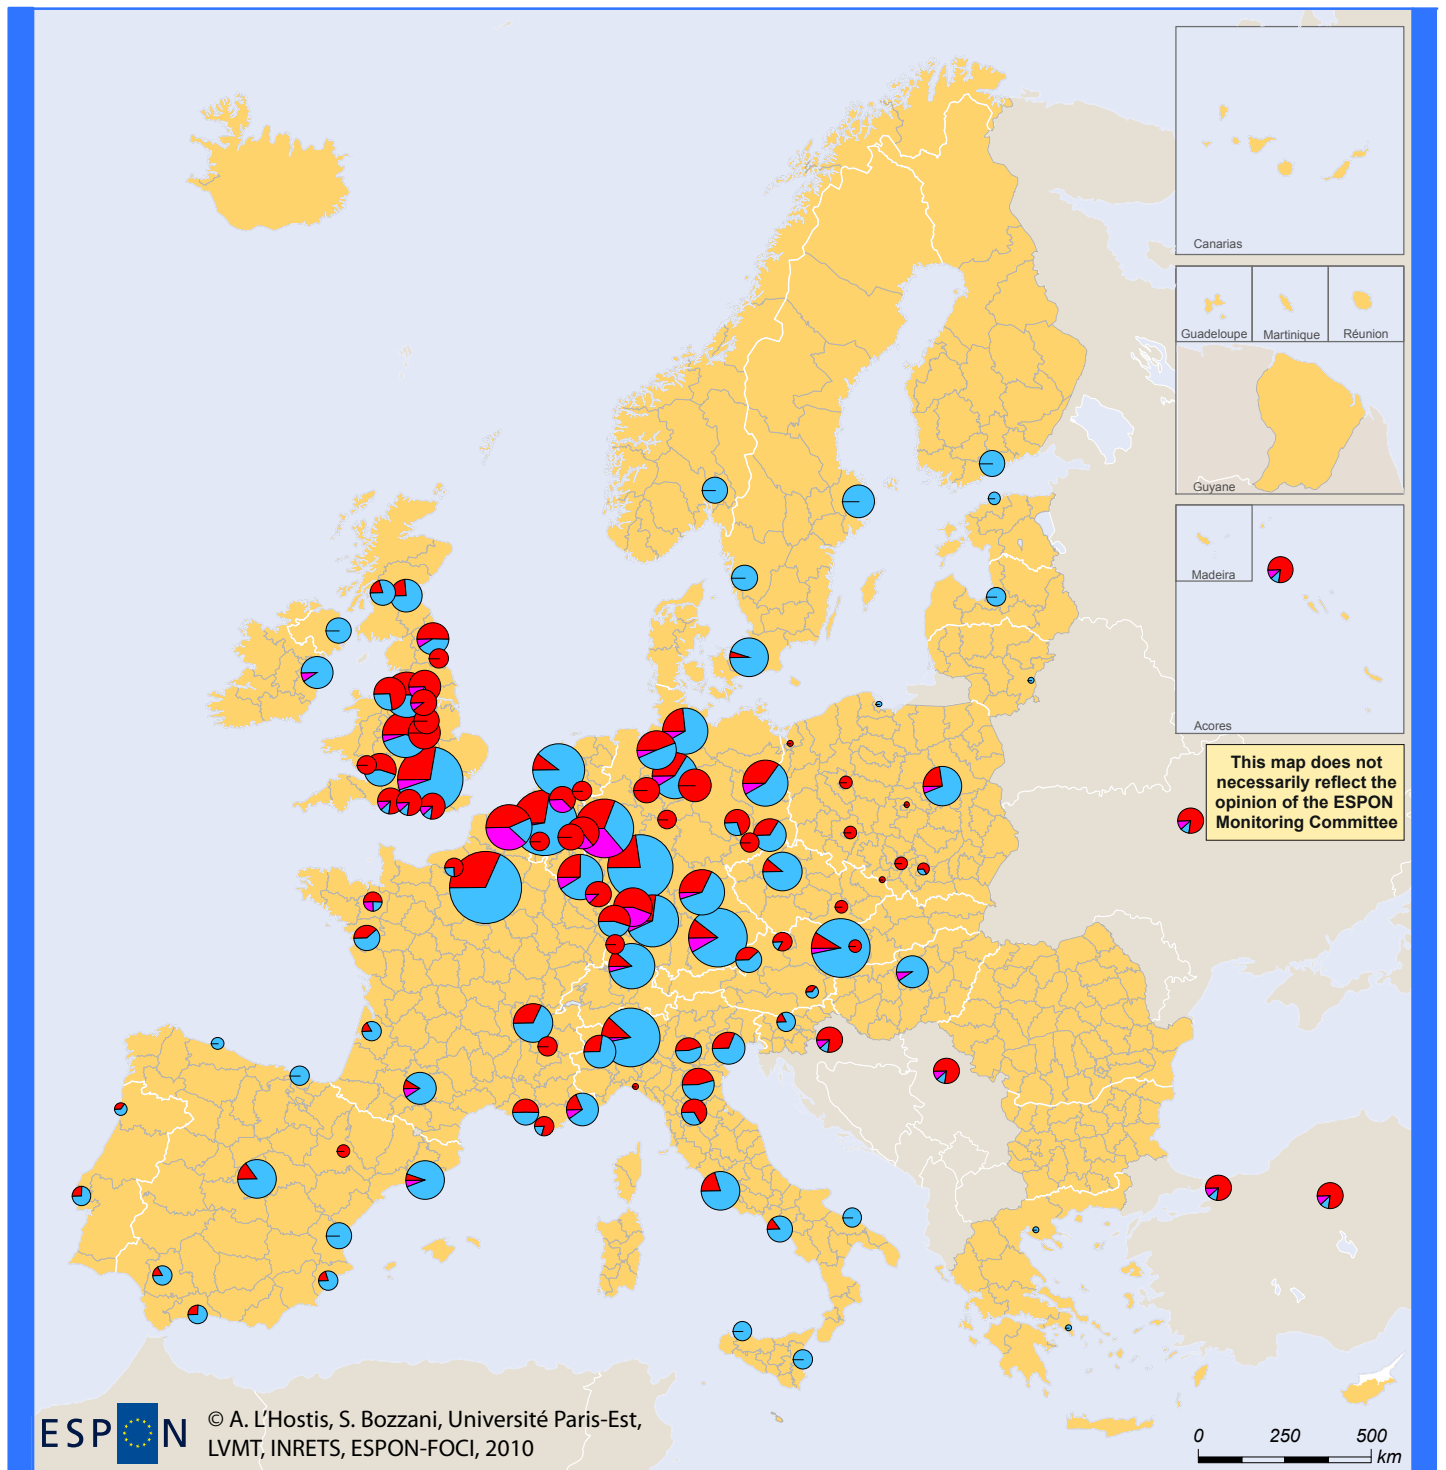 Canarias
Guadeloupe
Martinique
Réunion
Guyane
Madeira
Acores
This map does not
necessarily reflect the
opinion of the ESPON
Monitoring Committee
ESPON
© A. L'Hostis, S. Bozzani, Université Paris-Est,
LVMT, INRETS, ESPON-FOCI, 2010
0 250 500
km